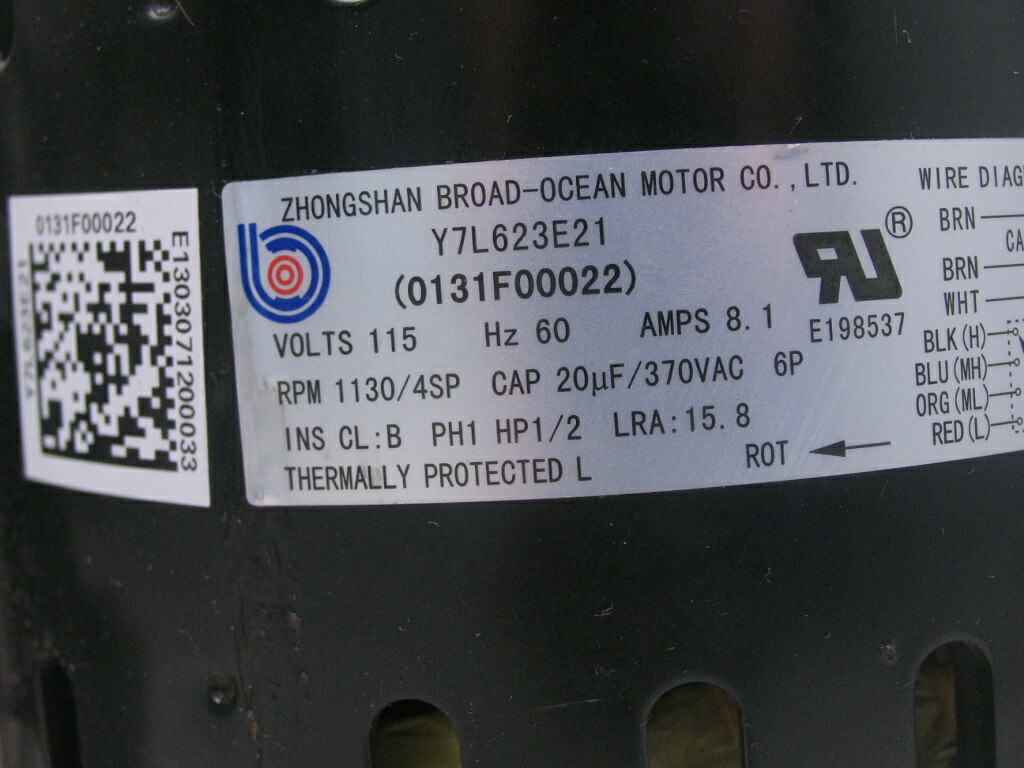 0131F00022
E130307120000033
ZHONGSHAN BROAD-OCEAN MOTOR CO., LTD.
Y7L623E21
(0131F00022)
VOLTS 115 Hz 60 AMPS 8.1
RPM 1130/4SP CAP 20μF/370VAC 6P
INS CL:B PH1 HP1/2 LRA:15.8
THERMALLY PROTECTED L
ROT
®
E198537
WIRE DIAG
BRN
CA
BRN
WHT
BLK(H)
BLU(MH)
ORG(ML)
RED(L)